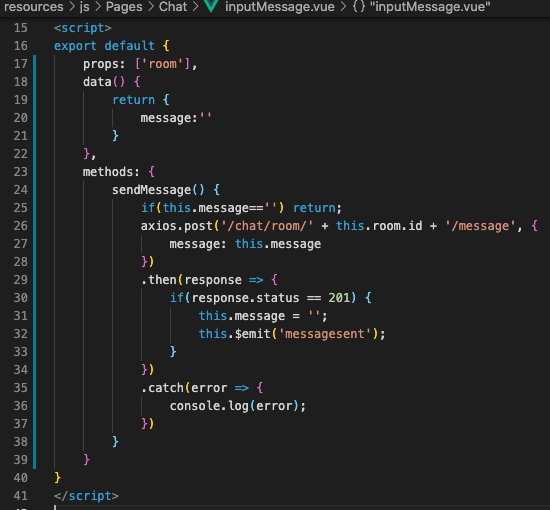 resources > js > Pages > Chat > inputMessage.vue > {} "inputMessage.vue"
15 <script>
16 export default {
17     props: ['room'],
18     data() {
19         return {
20             message:''
21         }
22     },
23     methods: {
24         sendMessage() {
25             if(this.message=='') return;
26             axios.post('/chat/room/' + this.room.id + '/message', {
27                 message: this.message
28             })
29             .then(response => {
30                 if(response.status == 201) {
31                     this.message = '';
32                     this.$emit('messagesent');
33                 }
34             })
35             .catch(error => {
36                 console.log(error);
37             })
38         }
39     }
40 }
41 </script>